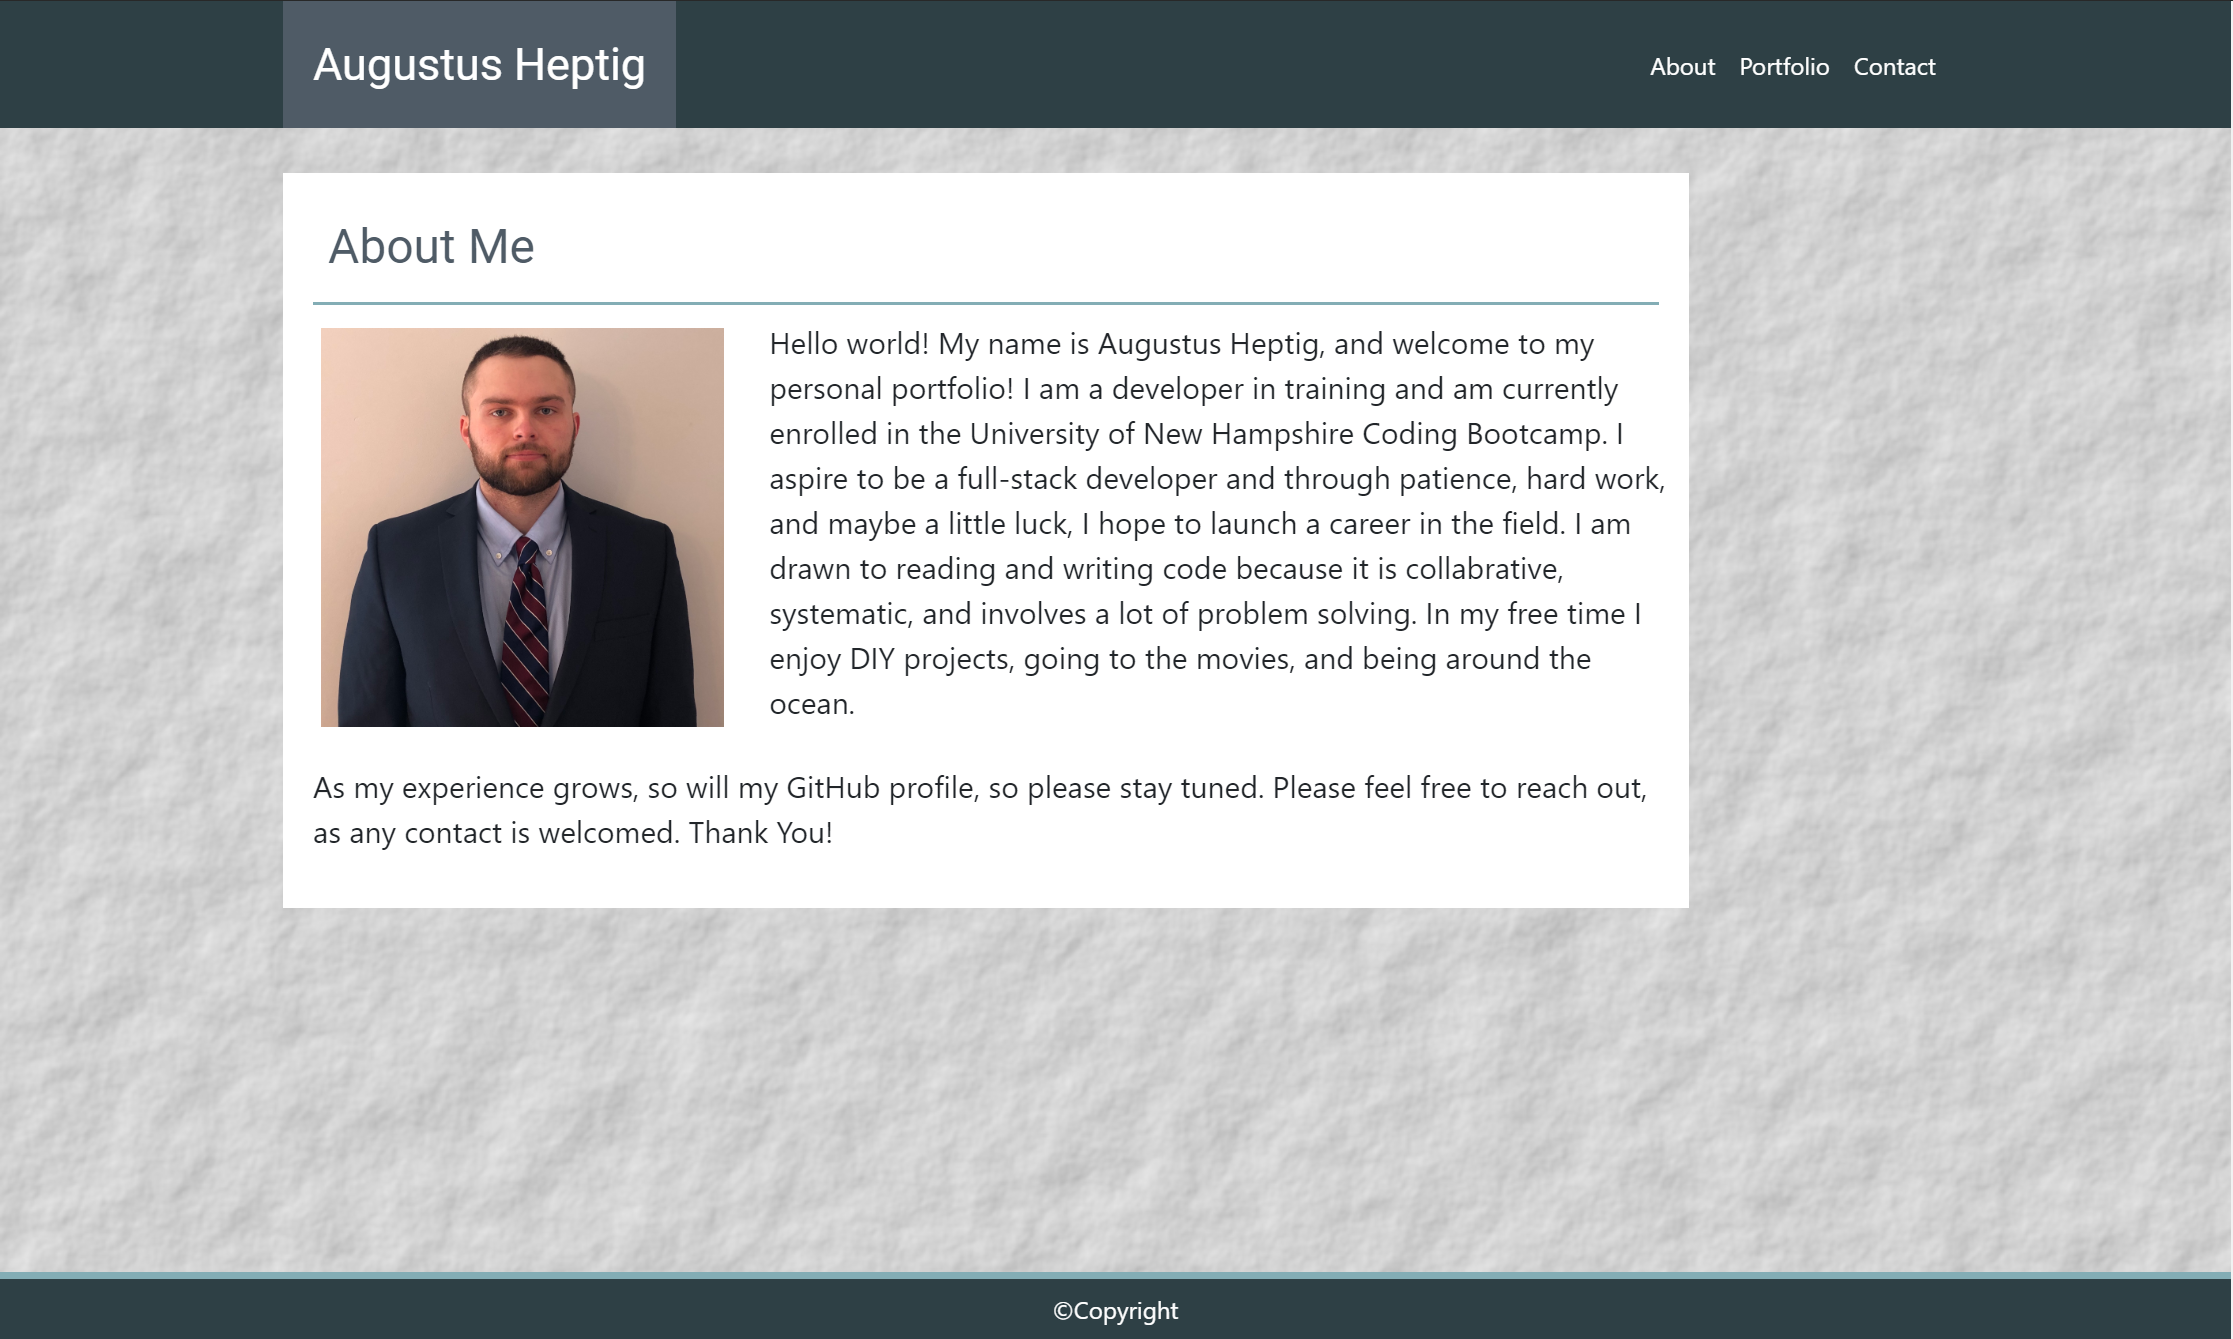 Augustus Heptig
About Portfolio Contact
About Me
Hello world! My name is Augustus Heptig, and welcome to my
personal portfolio! I am a developer in training and am currently
enrolled in the University of New Hampshire Coding Bootcamp. I
aspire to be a full-stack developer and through patience, hard work,
and maybe a little luck, I hope to launch a career in the field. I am
drawn to reading and writing code because it is collabrative,
systematic, and involves a lot of problem solving. In my free time I
enjoy DIY projects, going to the movies, and being around the
ocean.
As my experience grows, so will my GitHub profile, so please stay tuned. Please feel free to reach out,
as any contact is welcomed. Thank You!
©Copyright